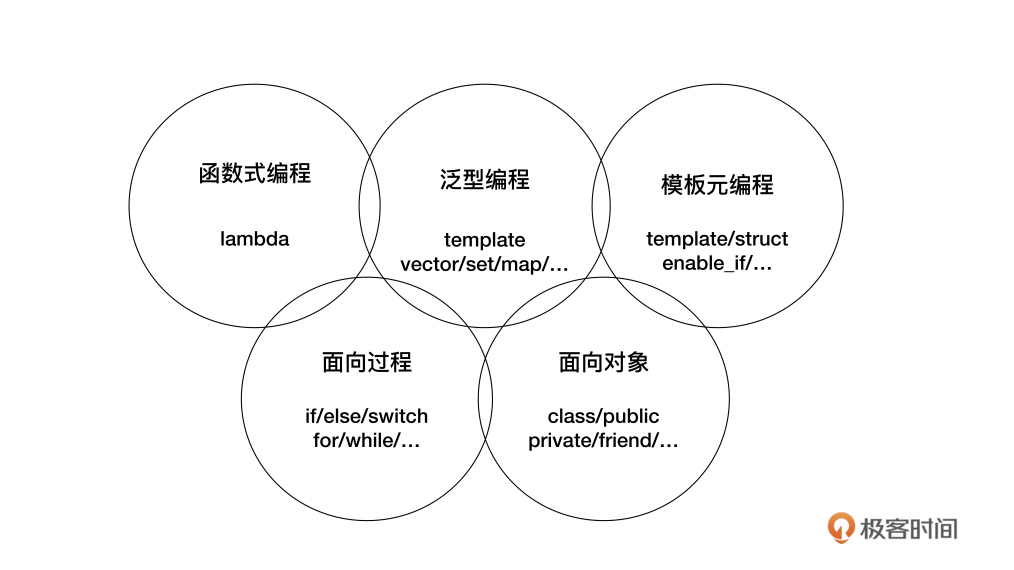 函数式编程
lambda
泛型编程
template
vector/set/map/…
模板元编程
template/struct
enable_if/…
面向过程
if/else/switch
for/while/…
面向对象
class/public
private/friend/…
极客时间